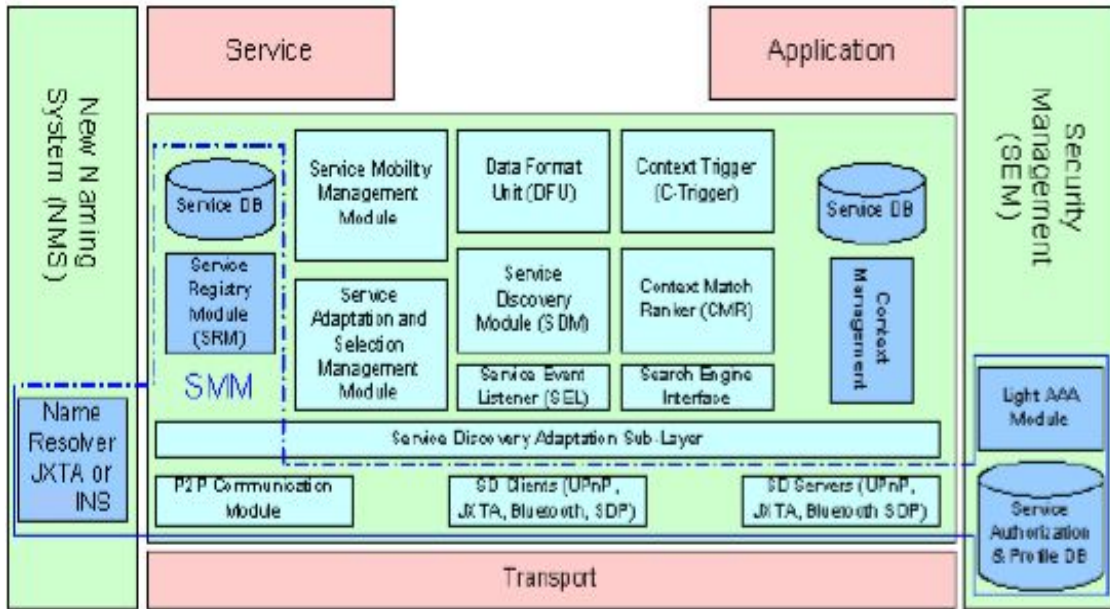 Service
Application
New Naming
System (NMS)
Security
Management
(SEM)
Service DB
Service Mobility
Management
Module
Data Format
Unit (DFU)
Context Trigger
(C-Trigger)
Service DB
Service
Registry
Module
(SRM)
Service
Adaptation and
Selection
Management
Module
Service
Discovery
Module (SDM)
Context Match
Ranker (CMR)
Context
Management
SMM
Service Event
Listener (SEL)
Search Engine
Interface
Name
Resolver
JXTA or
INS
Light AAA
Module
Service Discovery Adaptation Sub-Layer
P2P Communication
Module
SD Clients (UPnP,
JXTA, Bluetooth, SDP)
SD Servers (UPnP,
JXTA, Bluetooth SDP)
Service
Authorization
& Profile DB
Transport